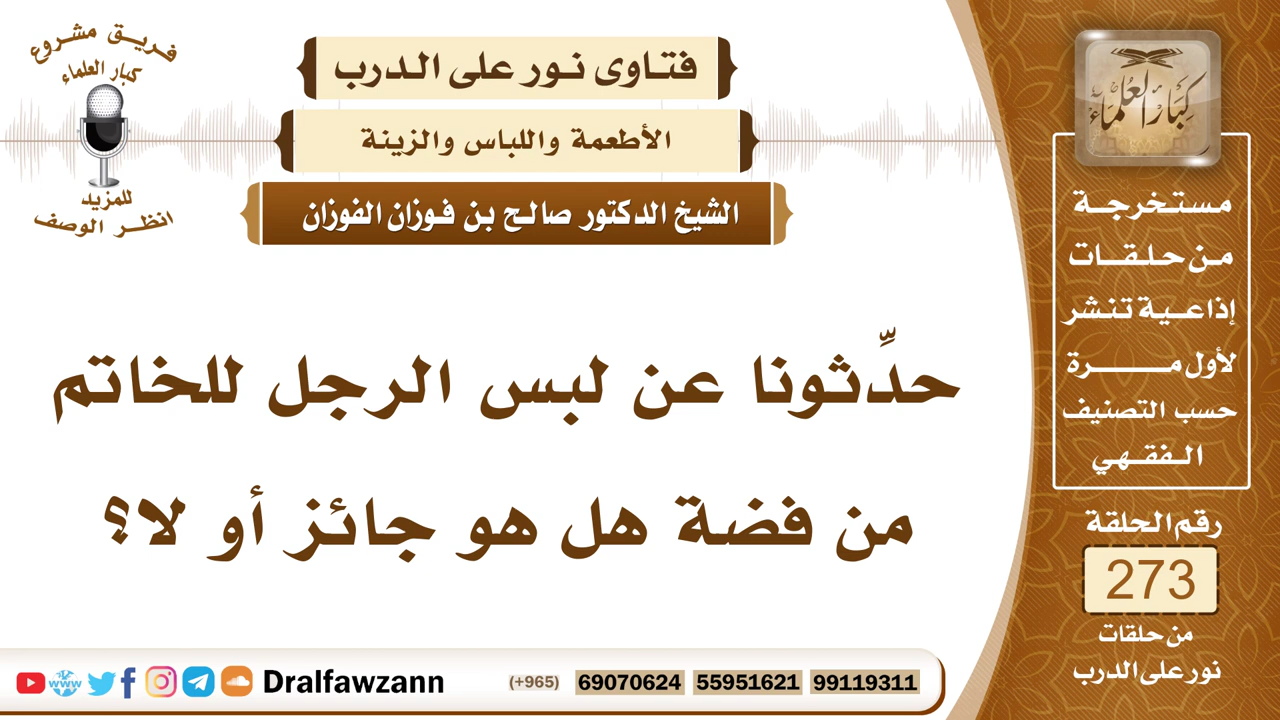 فريق مشروع
كبار العلماء
للمزيد
انظر الوصف
فتاوى نور على الدرب
الأطعمة واللباس والزينة
الشيخ الدكتور صالح بن فوزان الفوزان
حدِّثونا عن لبس الرجل للخاتم
من فضة هل هو جائز أو لا؟
كبار العلماء
مستخرجة
من حلقات
إذاعية تنشر
لأول مرة
حسب التصنيف
الفقهي
رقم الحلقة
273
من حلقات
نور على الدرب
www Dralfawzann (+965) 69070624 55951621 99119311